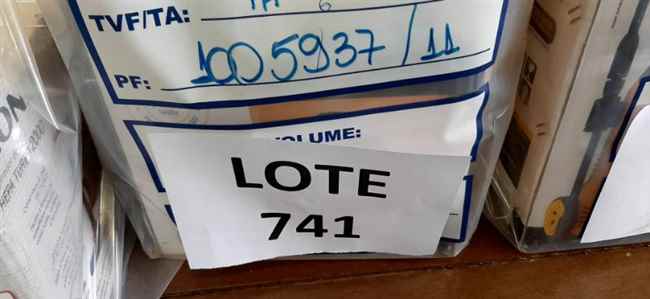 TVF/TA:
PF: 1005937/11
VOLUME:
LOTE
741